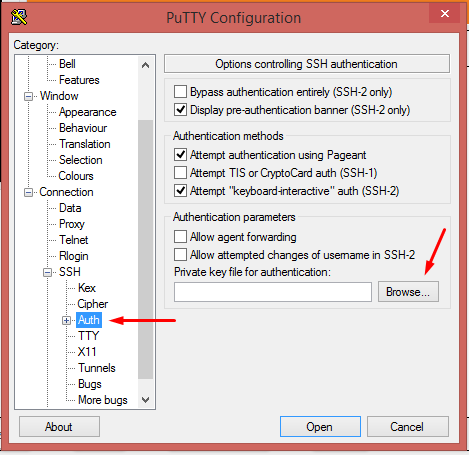 PuTTY Configuration
Category:
Bell
Features
Window
Appearance
Behaviour
Translation
Selection
Colours
Connection
Data
Proxy
Telnet
Rlogin
SSH
Kex
Cipher
Auth
TTY
X11
Tunnels
Bugs
More bugs
Options controlling SSH authentication
Bypass authentication entirely (SSH-2 only)
Display pre-authentication banner (SSH-2 only)
Authentication methods
Attempt authentication using Pageant
Attempt TIS or CryptoCard auth (SSH-1)
Attempt "keyboard-interactive" auth (SSH-2)
Authentication parameters
Allow agent forwarding
Allow attempted changes of username in SSH-2
Private key file for authentication:
Browse...
About
Open
Cancel